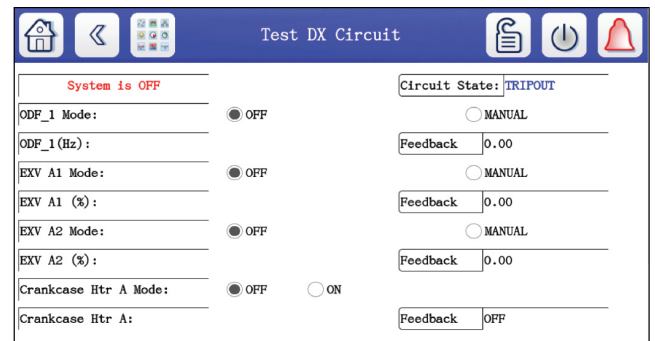 Test DX Circuit
System is OFF Circuit State: TRIPOUT
ODF_1 Mode: OFF MANUAL
ODF_1(Hz): Feedback 0.00
EXV A1 Mode: OFF MANUAL
EXV A1 (%): Feedback 0.00
EXV A2 Mode: OFF MANUAL
EXV A2 (%): Feedback 0.00
Crankcase Htr A Mode: OFF ON
Crankcase Htr A: Feedback OFF